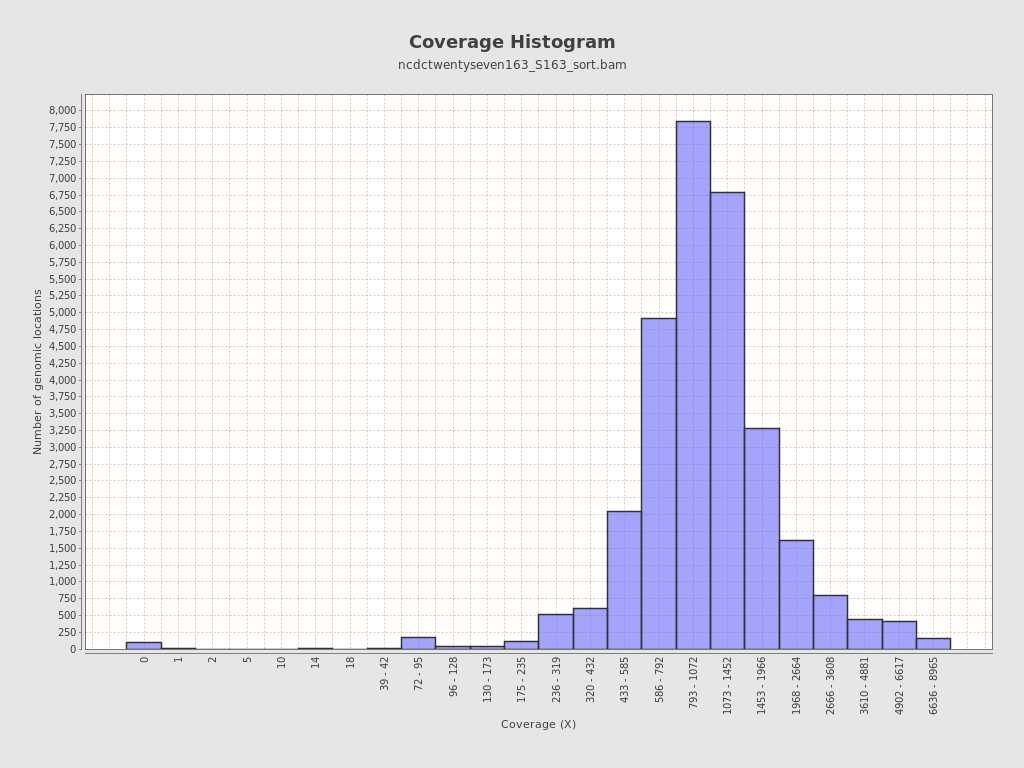 Coverage Histogram
ncdctwentyseven163_S163_sort.bam
8,000
7,750
7,500
7,250
7,000
6,750
6,500
6,250
6,000
5,750
5,500
5,250
5,000
4,750
4,500
4,250
4,000
3,750
3,500
3,250
3,000
2,750
2,500
2,250
2,000
1,750
1,500
1,250
1,000
750
500
250
0
Number of genomic locations
0
1
2
5
10
14
18
39 - 42
72 - 95
96 - 128
130 - 173
175 - 235
236 - 319
320 - 432
433 - 585
586 - 792
793 - 1072
1073 - 1452
1453 - 1966
1968 - 2664
2666 - 3608
3610 - 4881
4902 - 6617
6636 - 8965
Coverage (X)